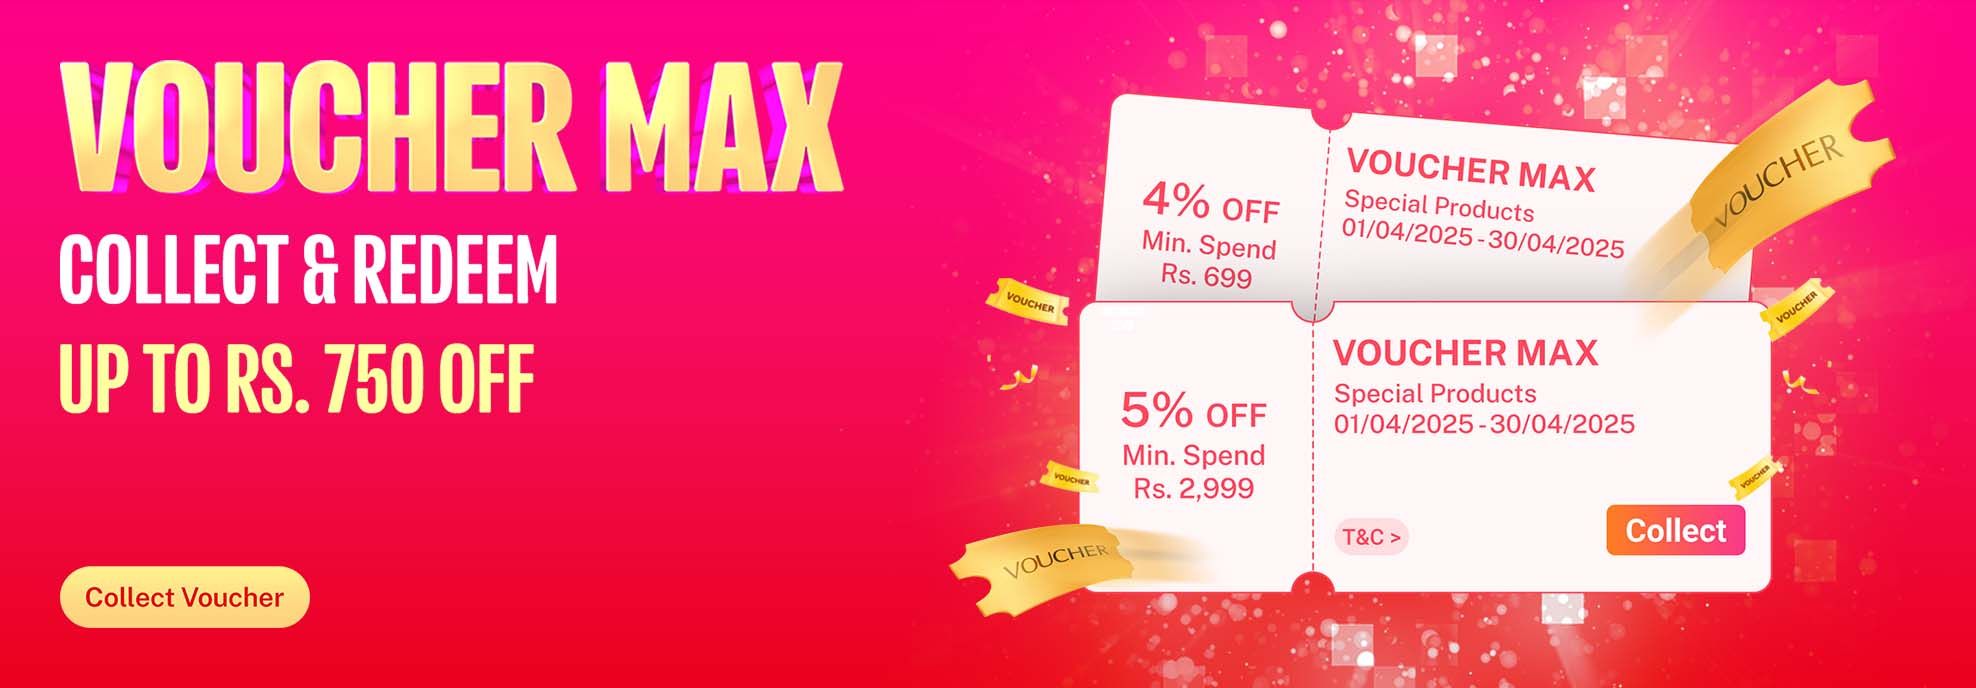 VOUCHER MAX
COLLECT & REDEEM
UP TO RS. 750 OFF
Collect Voucher
4% OFF
Min. Spend
Rs. 699
VOUCHER MAX
Special Products
01/04/2025 - 30/04/2025
5% OFF
Min. Spend
Rs. 2,999
VOUCHER MAX
Special Products
01/04/2025 - 30/04/2025
T&C >
Collect
VOUCHER
VOUCHER
VOUCHER
VOUCHER
VOUCHER
VOUCHER